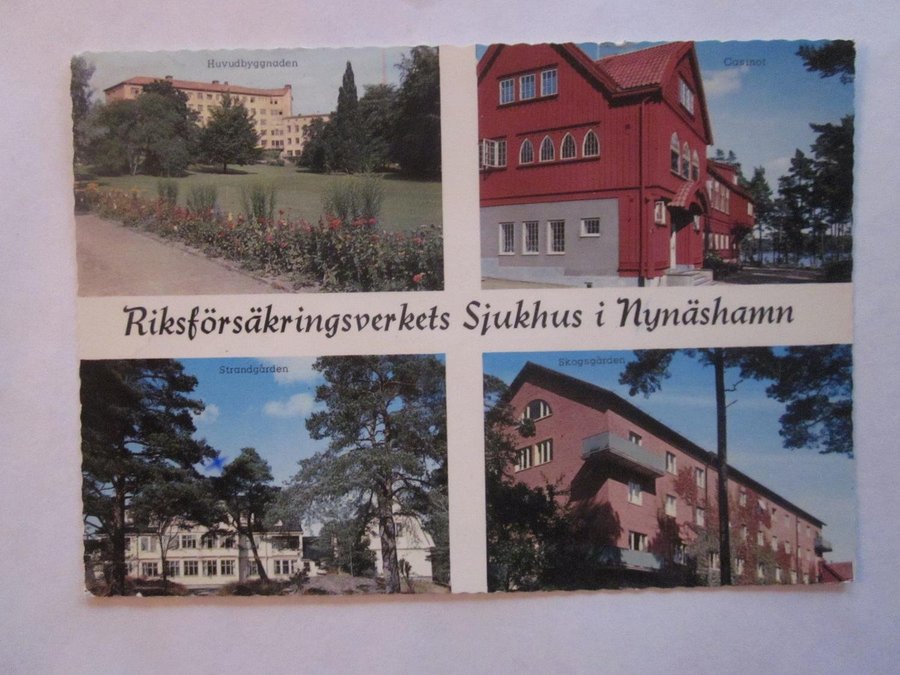 Huvudbyggnaden
Casinot
Riksförsäkringsverkets Sjukhus i Nynäshamn
Strandgården
Skogsgården